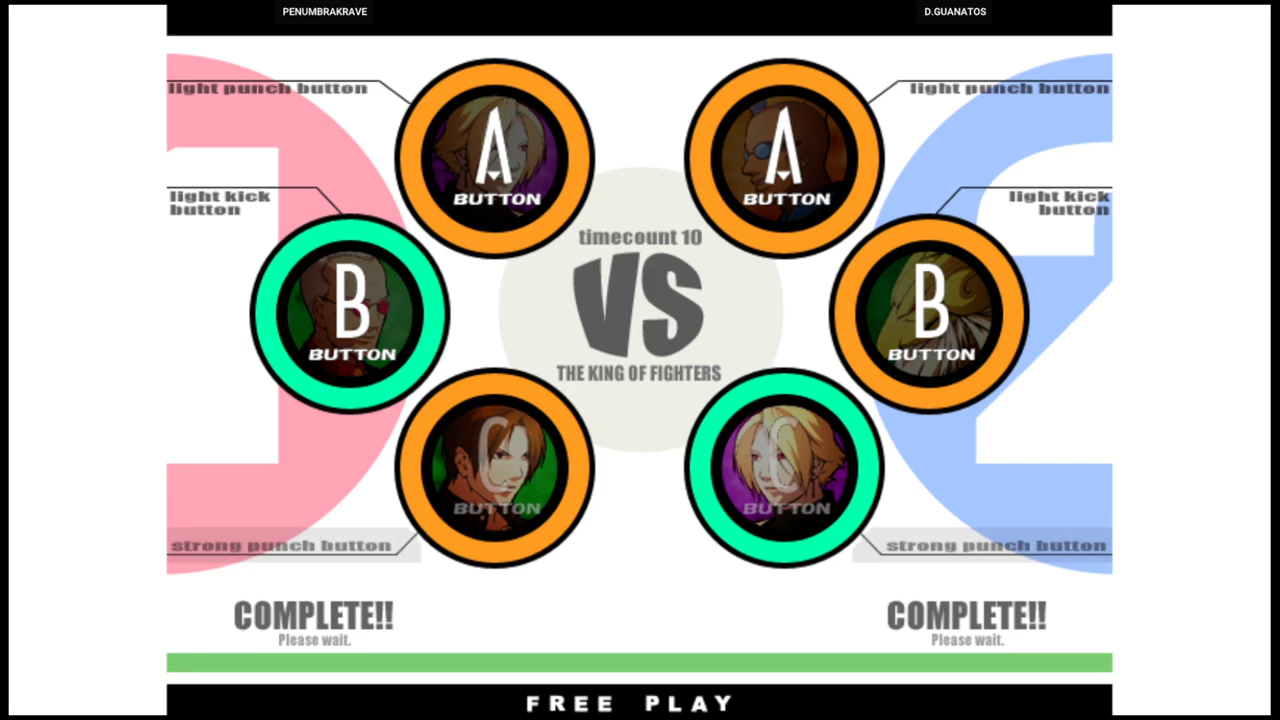 PENUMBRAKRAVE
D.GUANATOS
light punch button
light punch button
A
BUTTON
A
BUTTON
light kick
button
light kick
button
timecount 10
B
BUTTON
VS
B
BUTTON
THE KING OF FIGHTERS
C
BUTTON
C
BUTTON
strong punch button
strong punch button
COMPLETE!!
Please wait.
COMPLETE!!
Please wait.
FREE PLAY
1
2